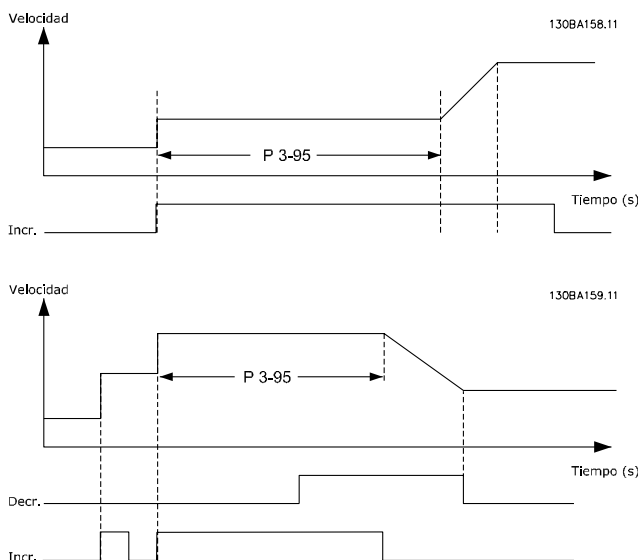 Velocidad
130BA158.11
P 3-95
Tiempo (s)
Incr.
Velocidad
130BA159.11
P 3-95
Tiempo (s)
Decr.
Incr.